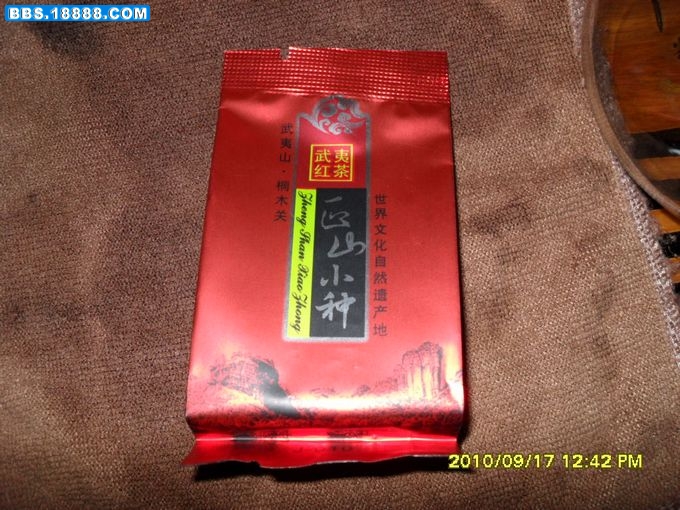 BBS.18888.COM
武夷
红茶
武夷山·桐木关
正山小种
Zheng Shan Xiao Zhong
世界文化自然遗产地
2010/09/17 12:42 PM